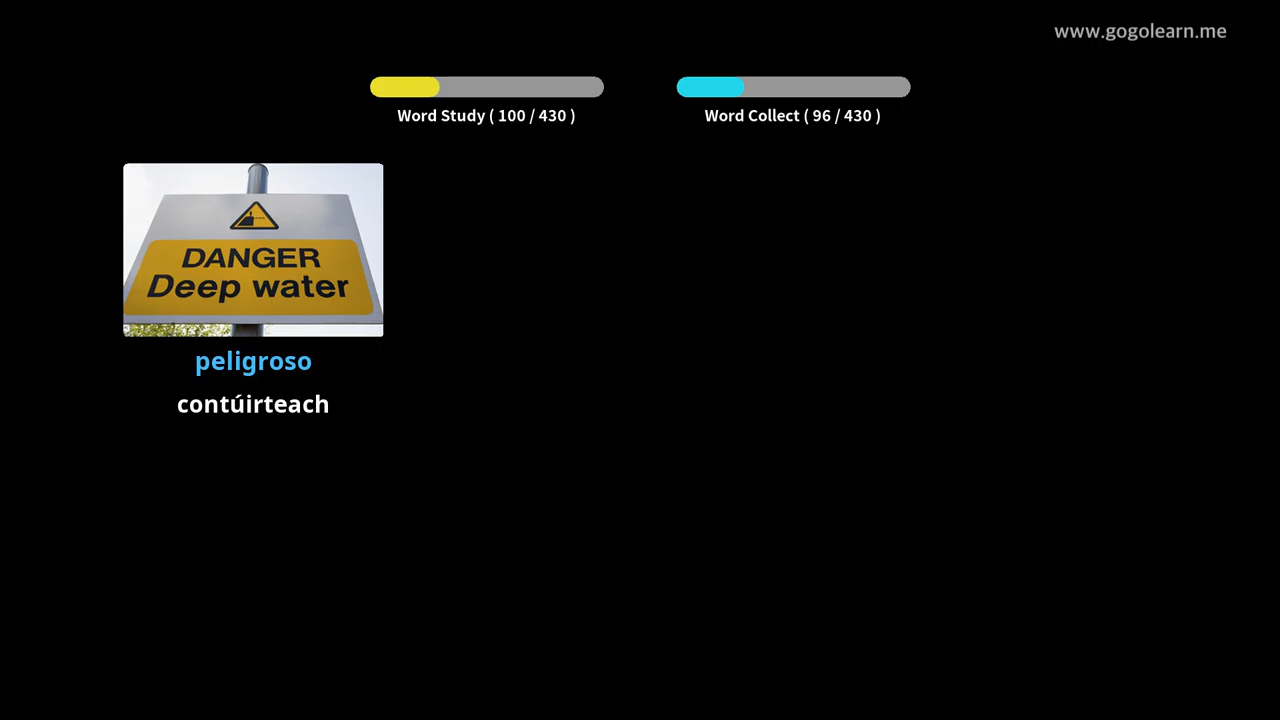 www.gogolearn.me
Word Study ( 100 / 430 )
Word Collect ( 96 / 430 )
DANGER
Deep water
peligroso
contúirteach